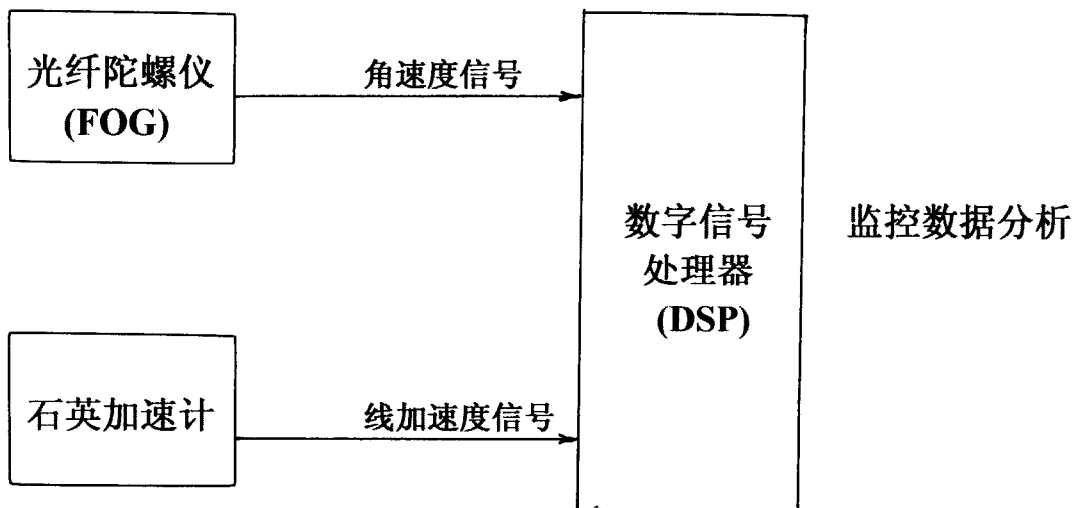 光纤陀螺仪
(FOG)
角速度信号
数字信号
处理器
(DSP)
监控数据分析
石英加速计
线加速度信号